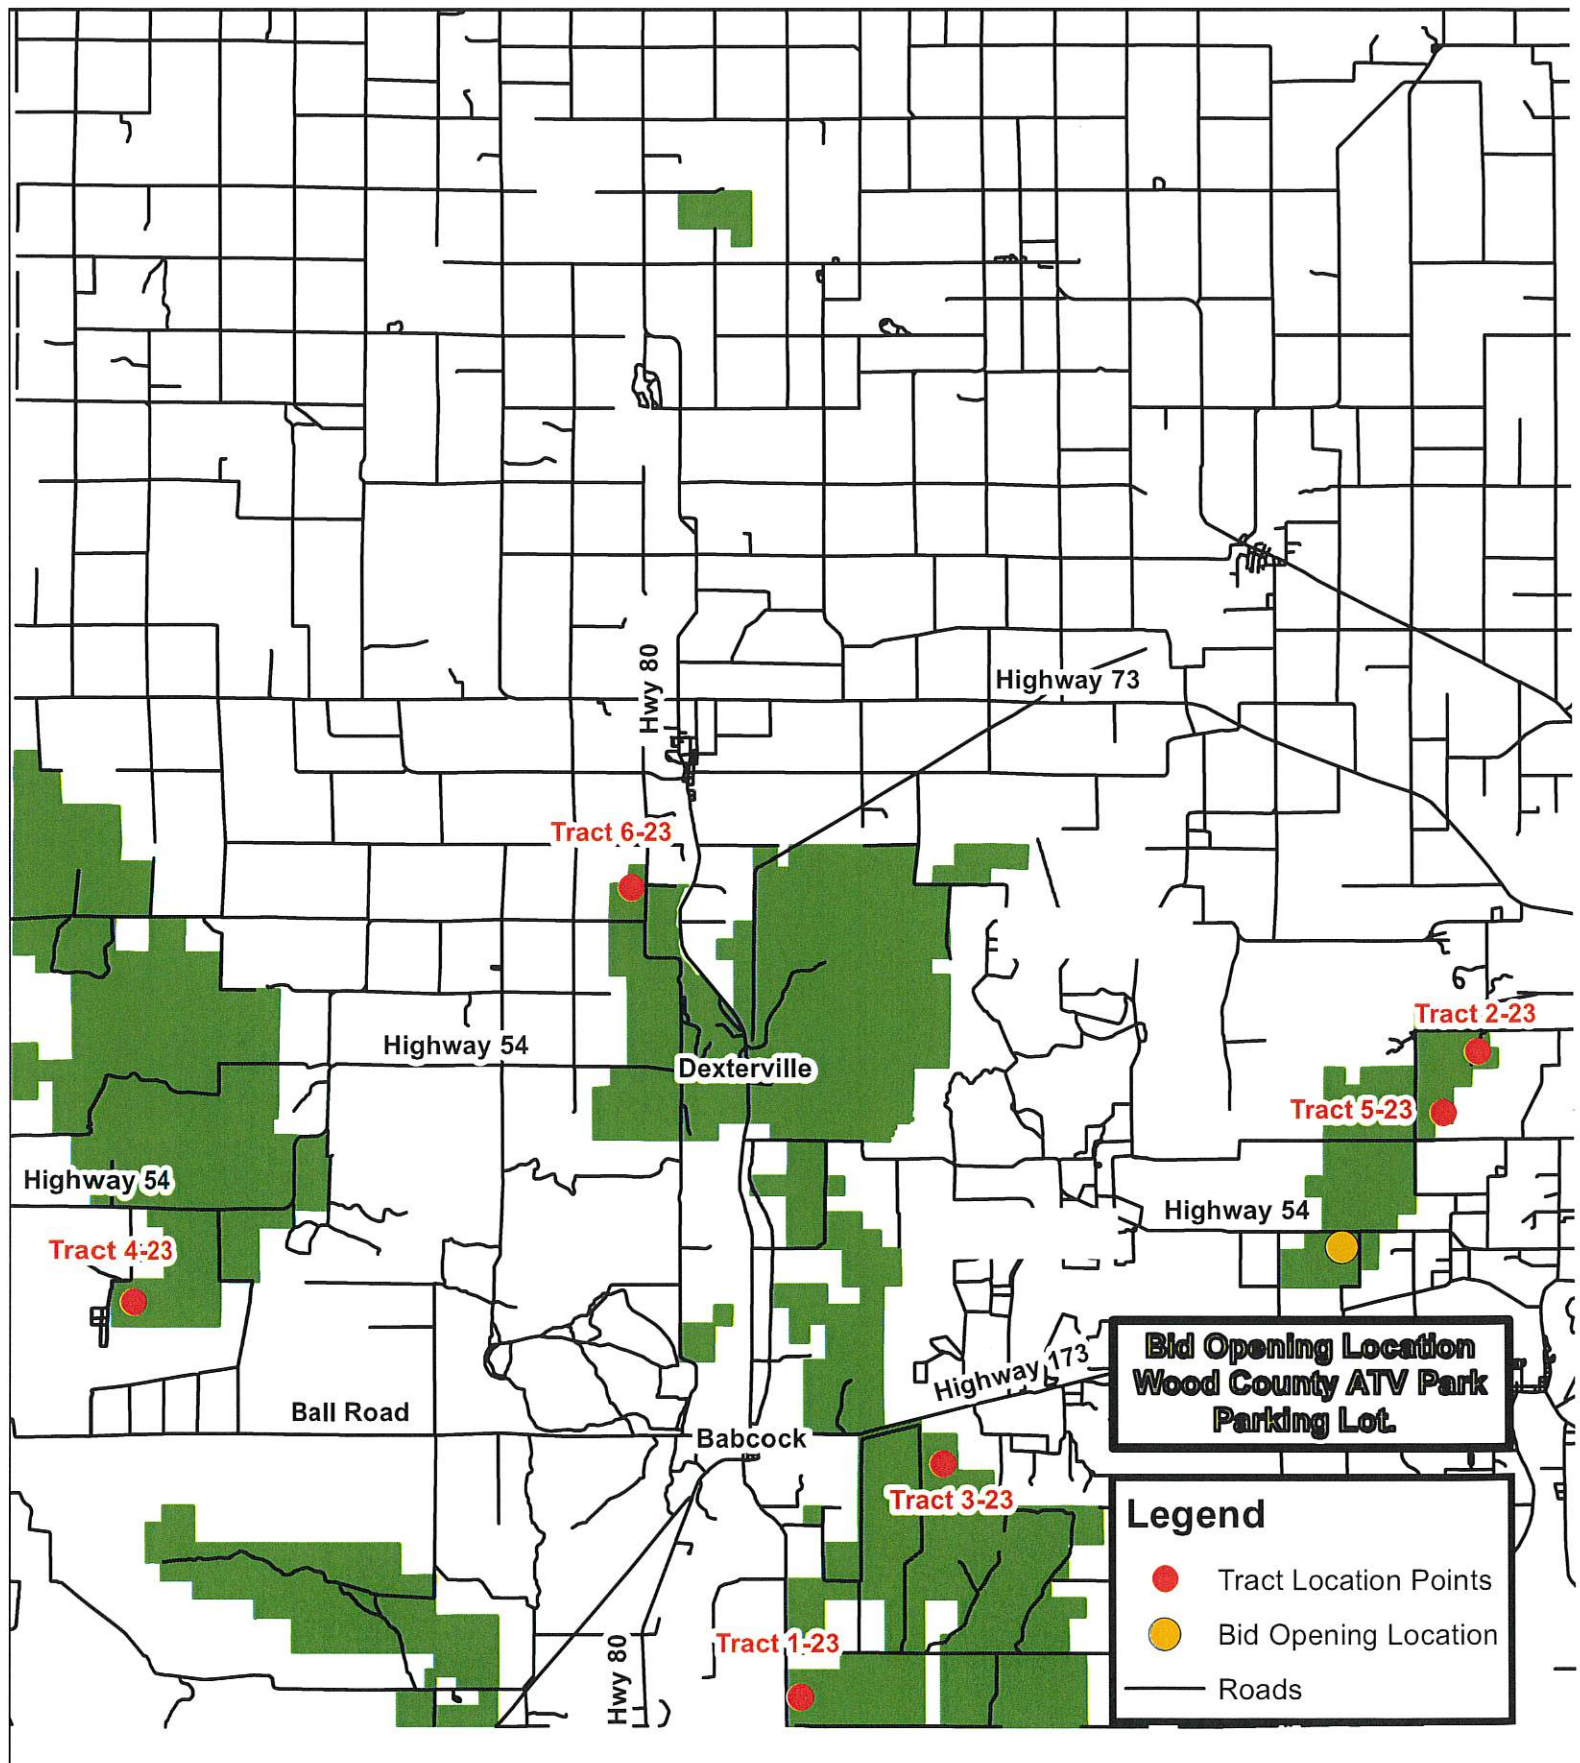 Hwy 80
Highway 73
Tract 6-23
Tract 2-23
Highway 54
Dexterville
Tract 5-23
Highway 54
Highway 54
Tract 4-23
Bid Opening Location
Wood County ATV Park
Parking Lot.
Highway 173
Ball Road
Babcock
Tract 3-23
Legend
Tract Location Points
Bid Opening Location
Roads
Tract 1-23
Hwy 80